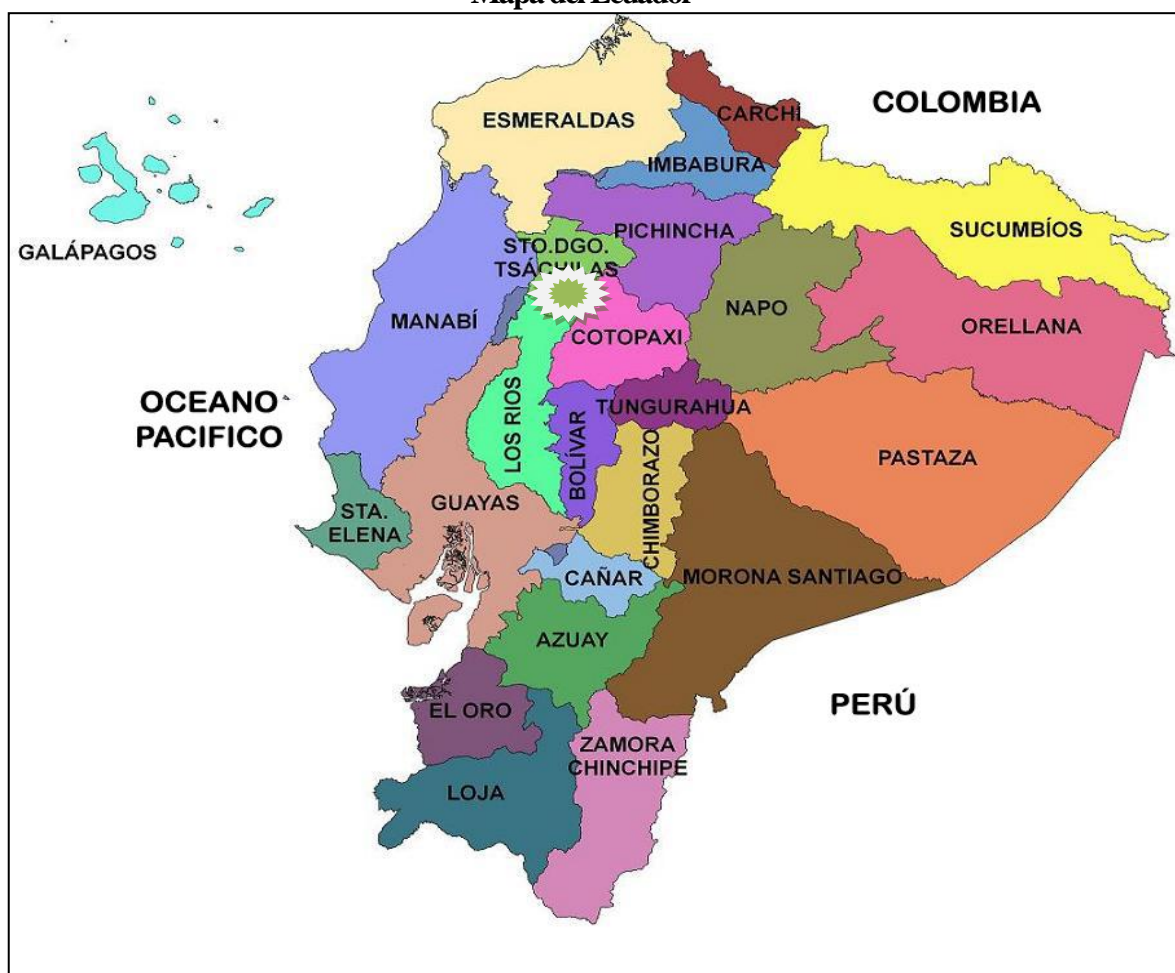 Mapa del Ecuador
COLOMBIA
CARCHÍ
ESMERALDAS
IMBABURA
SUCUMBÍOS
PICHINCHA
GALÁPAGOS
STO.DGO.
TSÁCHILAS
NAPO
MANABÍ
ORELLANA
COTOPAXI
OCEANO
PACIFICO
TUNGURAHUA
LOS RIOS
BOLÍVAR
CHIMBORAZO
PASTAZA
GUAYAS
STA.
ELENA
CAÑAR
MORONA SANTIAGO
AZUAY
PERÚ
EL ORO
ZAMORA
CHINCHIPE
LOJA